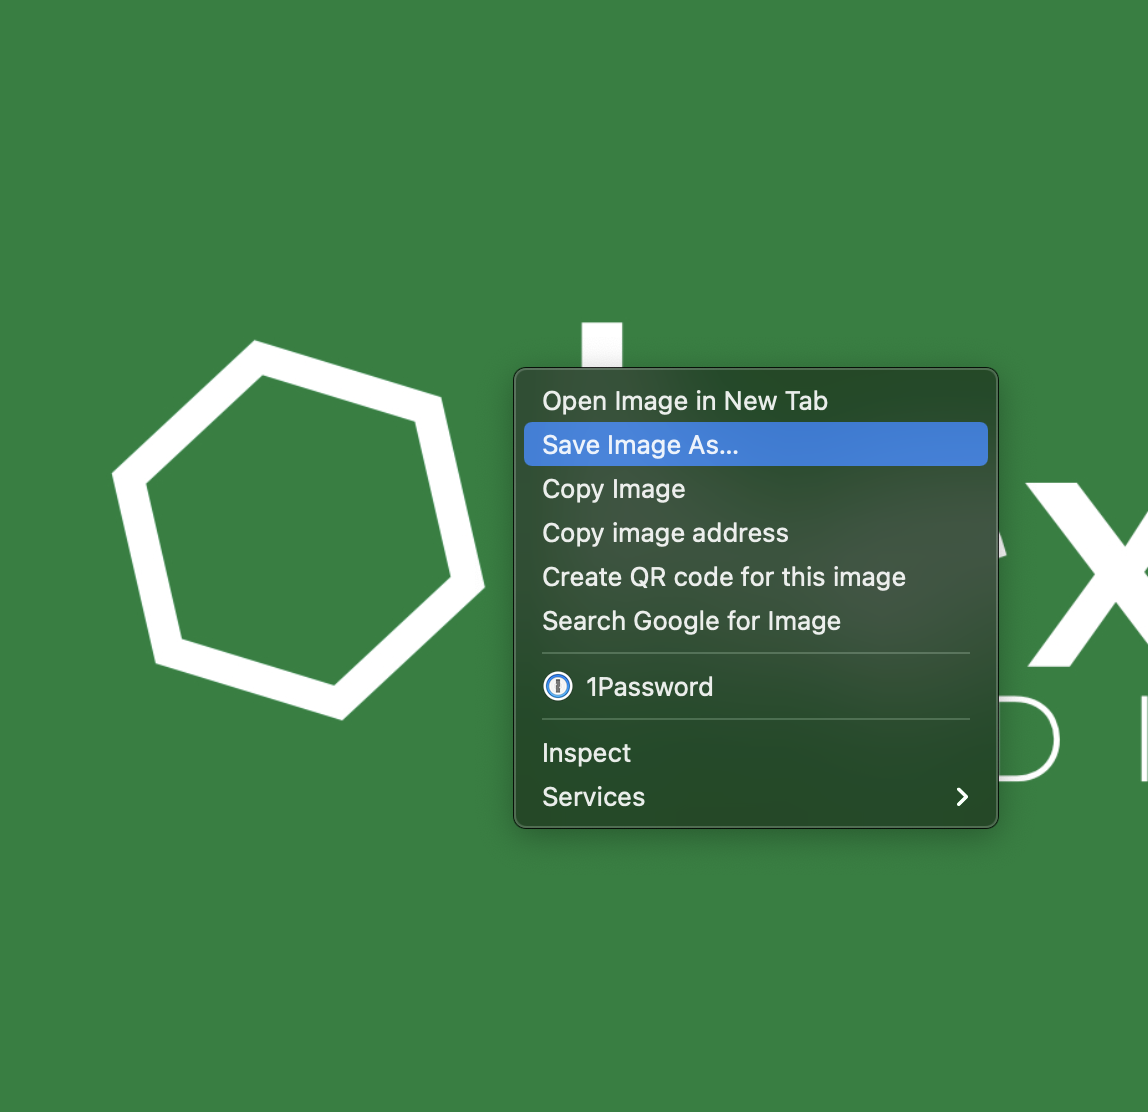 Open Image in New Tab
Save Image As...
Copy Image
Copy image address
Create QR code for this image
Search Google for Image
1Password
Inspect
Services